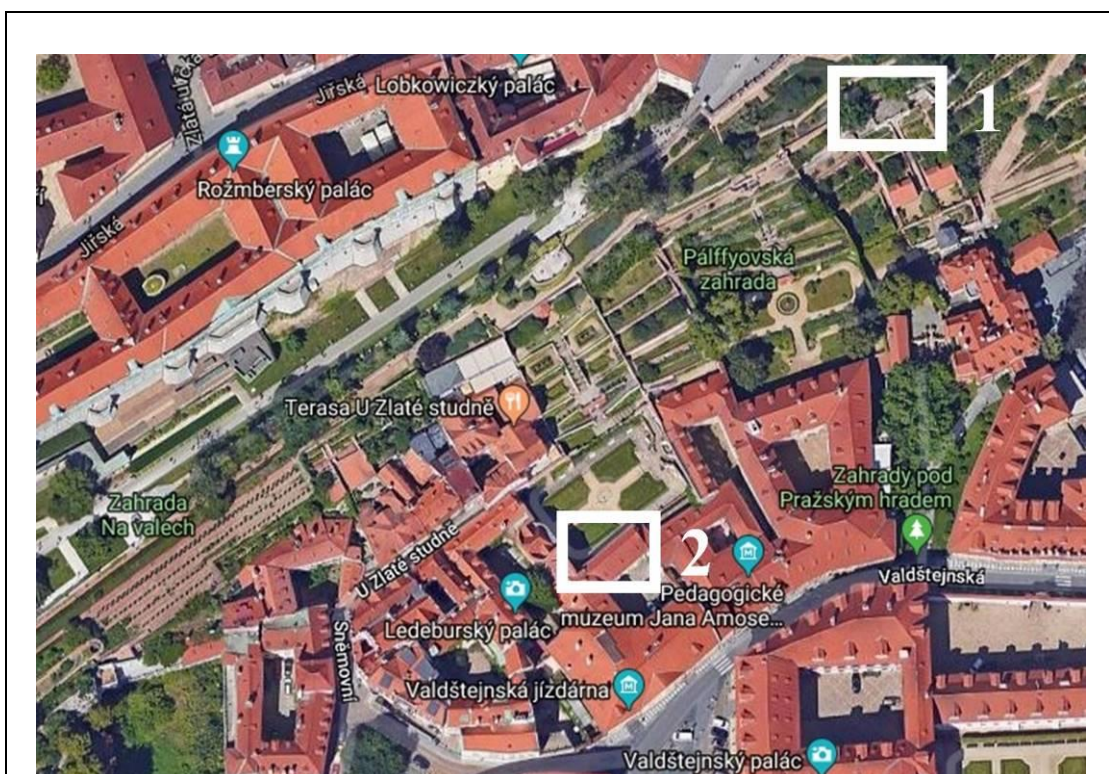 Lobkowiczký palác
Jiřská
Zlatá ulička
1
Rožmberský palác
Jiřská
Pálffyovská
zahrada
Terasa U Zlaté studně
Zahrada
Na valech
Zahrady pod
Pražským hradem
2
U Zlaté studně
Valdštejnská
Pedagogické
muzeum Jana Amose...
Ledeburský palác
Sněmovní
Valdštejnská jízdárna
Valdštejnský palác